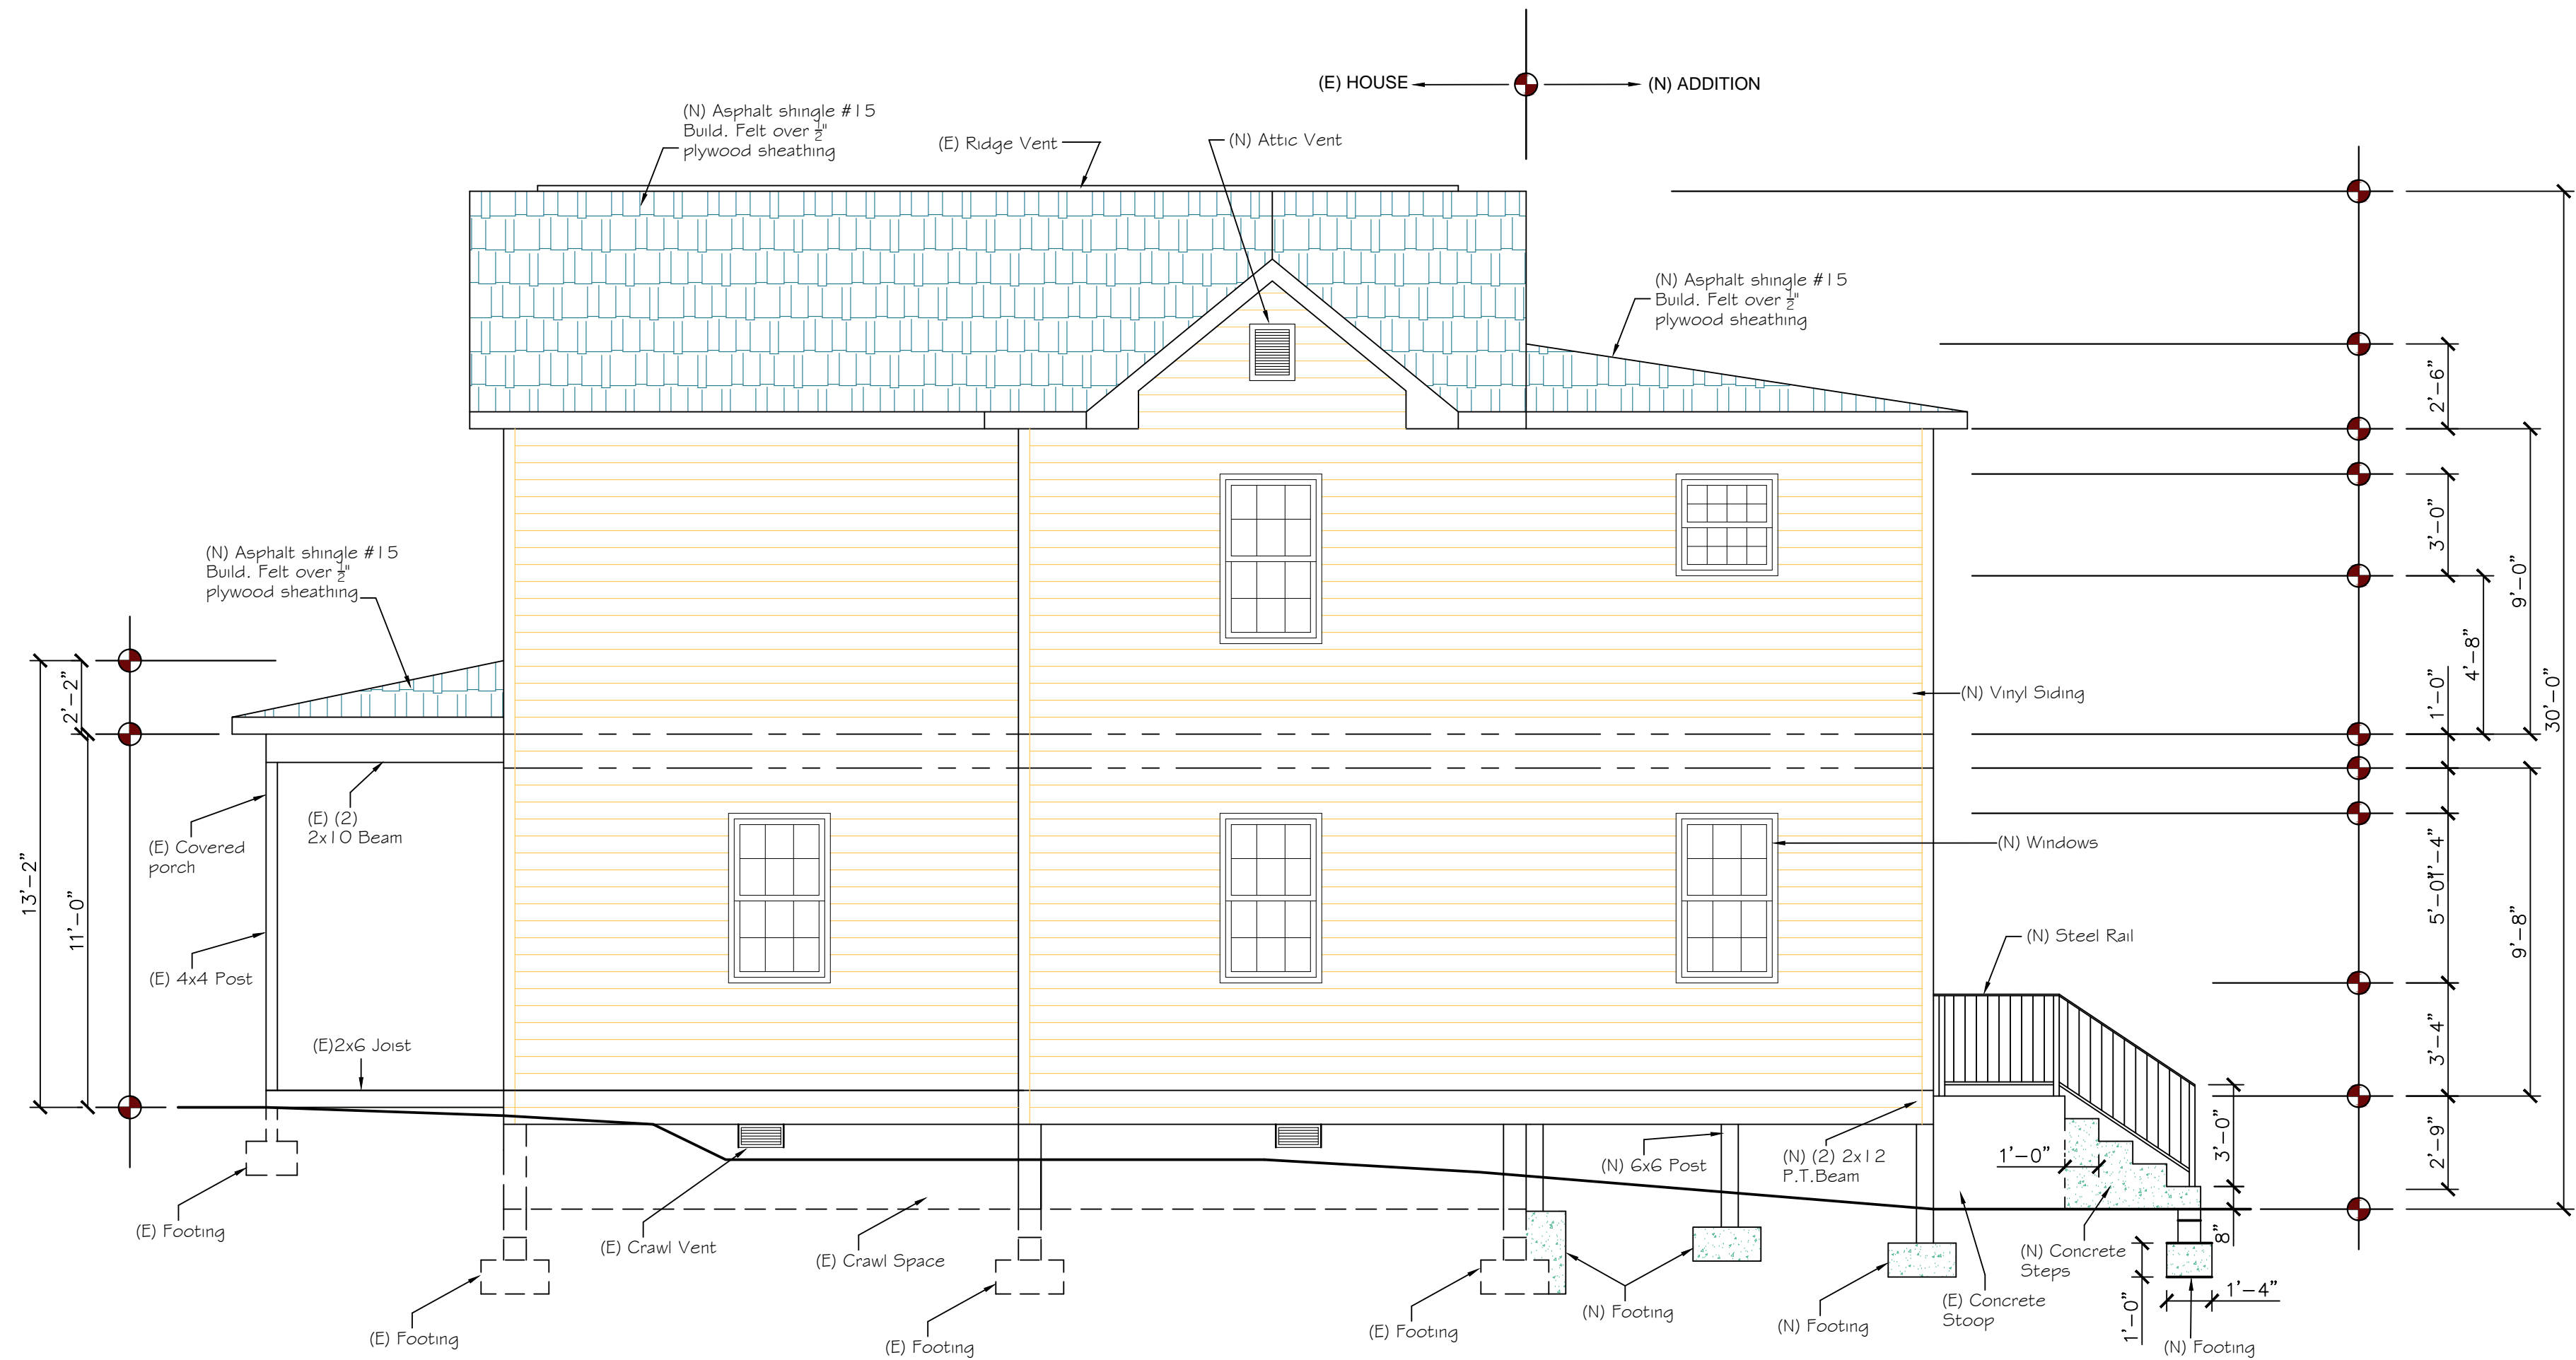 (E) HOUSE
(N) ADDITION
(N) Asphalt shingle #15
Build. Felt over ½"
plywood sheathing
(E) Ridge Vent
(N) Attic Vent
(N) Asphalt shingle #15
Build. Felt over ½"
plywood sheathing
2'-6"
3'-0"
9'-0"
4'-8"
1'-0"
30'-0"
(N) Asphalt shingle #15
Build. Felt over ½"
plywood sheathing
2'-2"
13'-2"
11'-0"
(N) Vinyl Siding
(E) (2)
2x10 Beam
(E) Covered
porch
(N) Windows
1'-4"
5'-0"
9'-8"
(N) Steel Rail
(E) 4x4 Post
(E)2x6 Joist
3'-4"
3'-0"
2'-9"
1'-0"
(N) 6x6 Post
(N) (2) 2x12
P.T.Beam
(E) Footing
(E) Crawl Vent
(E) Crawl Space
8"
(N) Concrete
Steps
(E) Concrete
Stoop
1'-4"
1'-0"
(E) Footing
(E) Footing
(E) Footing
(N) Footing
(N) Footing
(N) Footing